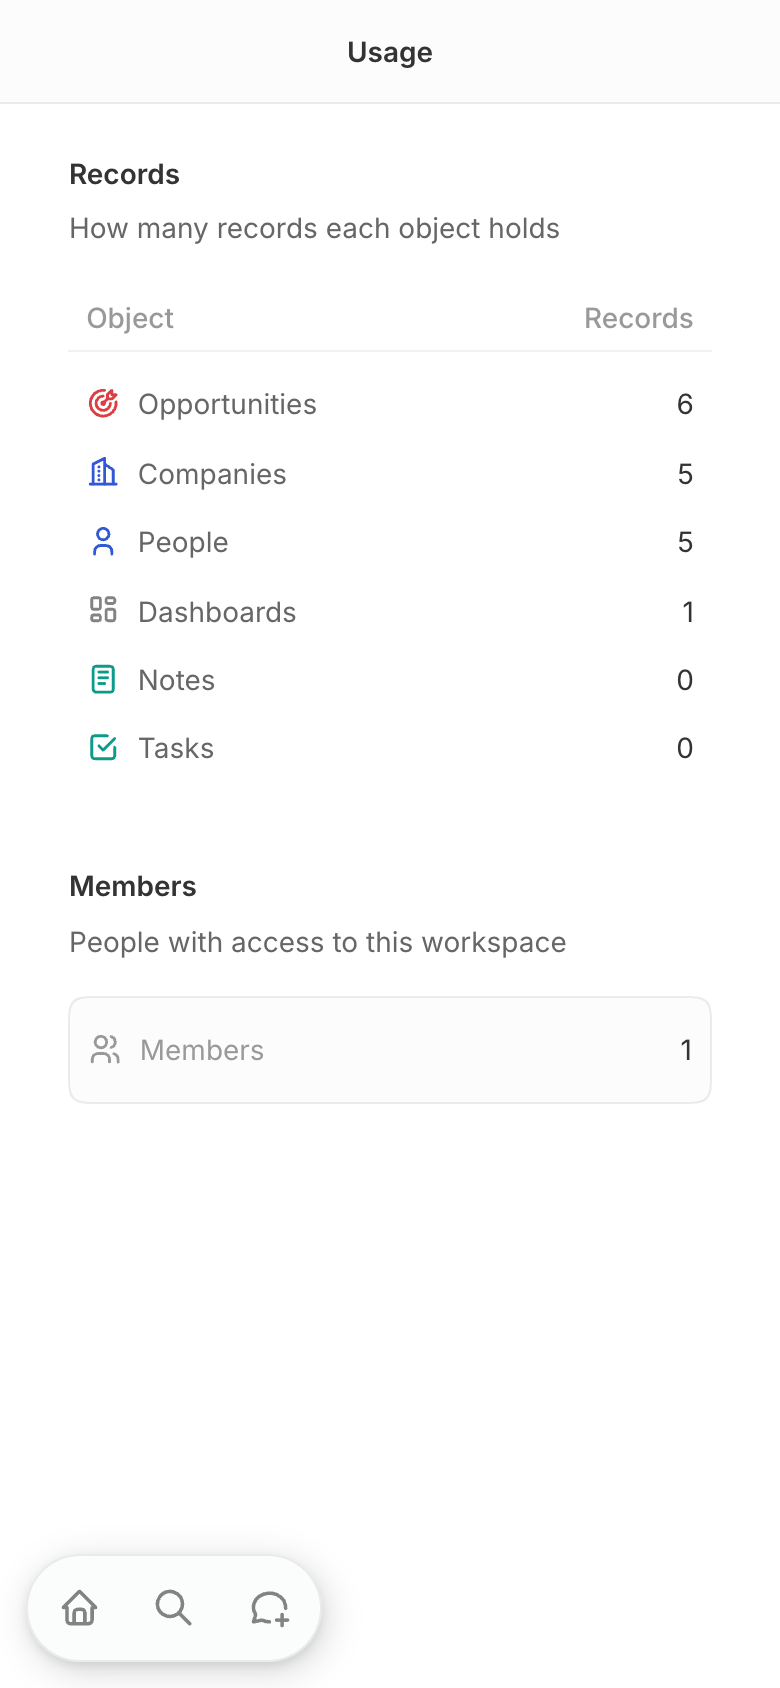 Usage
Records
How many records each object holds
Object Records
Opportunities 6
Companies 5
People 5
Dashboards 1
Notes 0
Tasks 0
Members
People with access to this workspace
Members 1